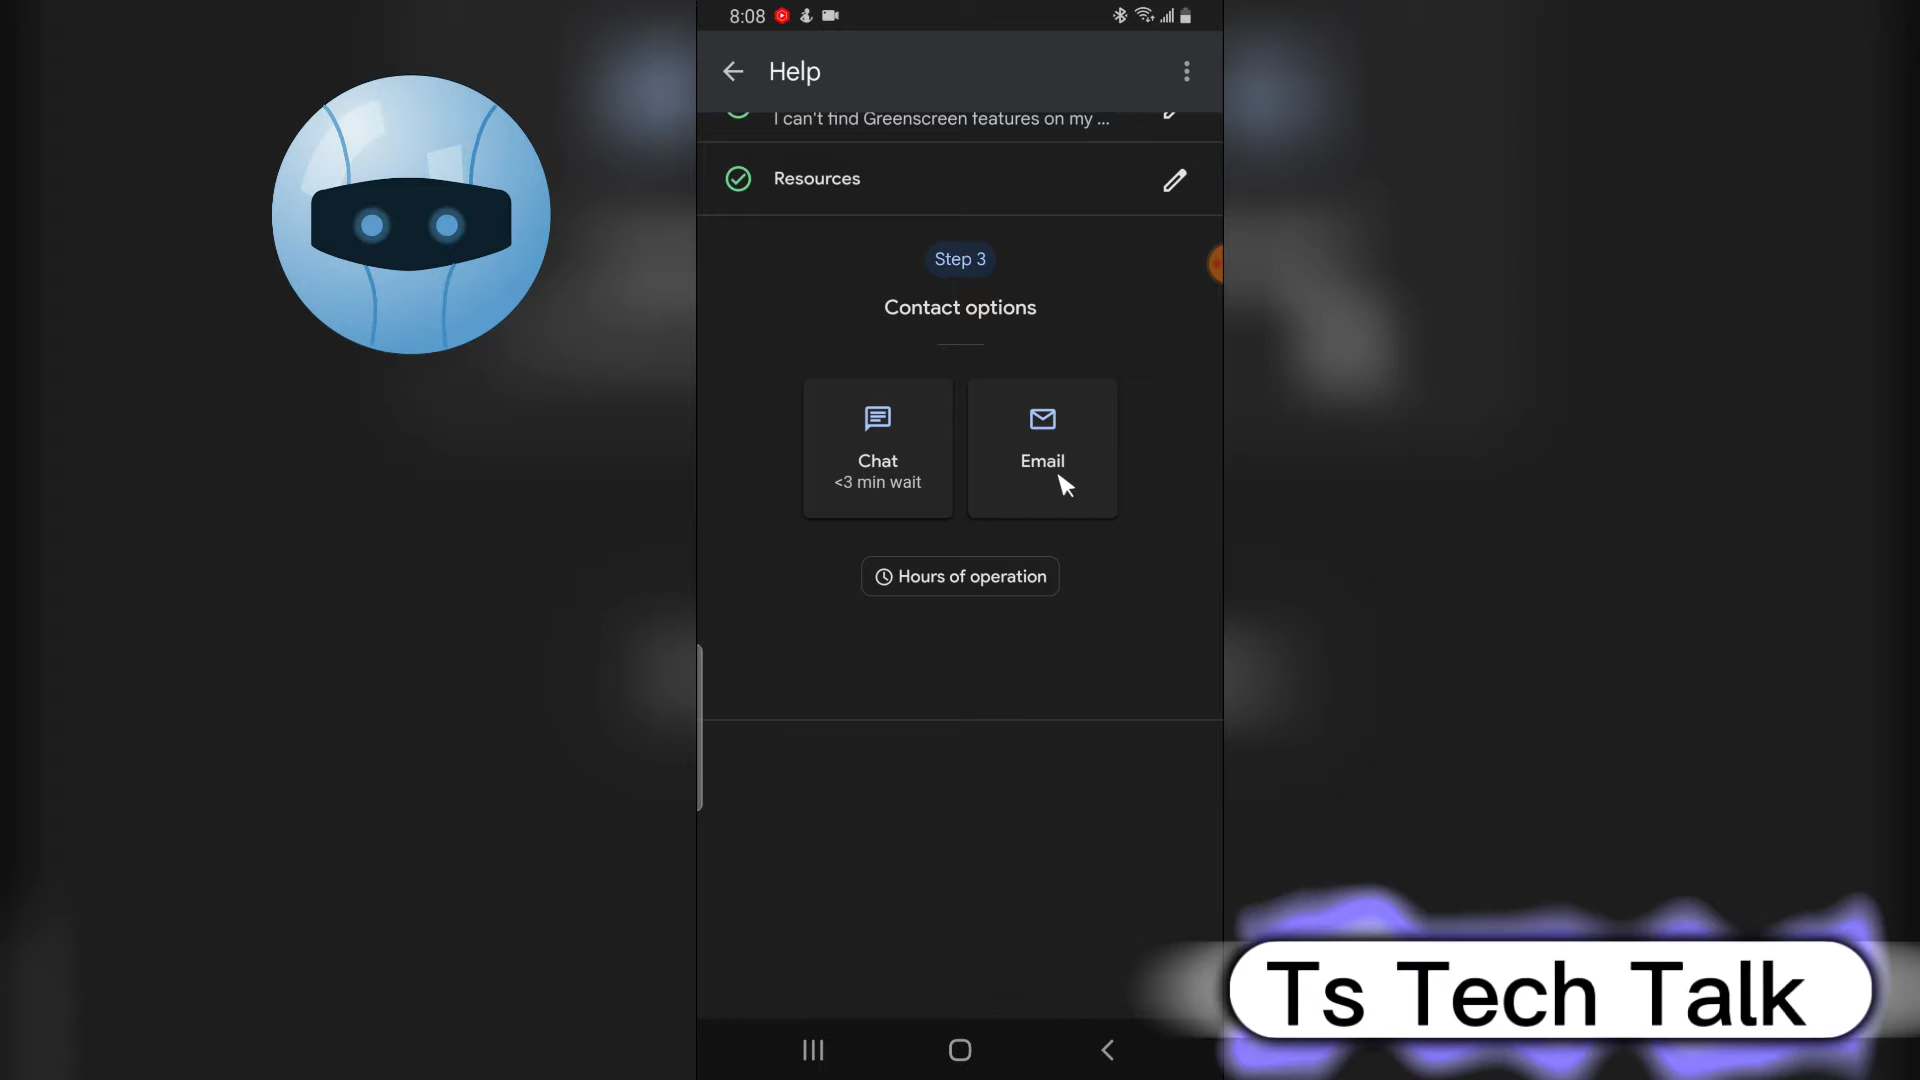 8:08
Help
I can't find Greenscreen features on my ...
Resources
Step 3
Contact options
Chat
<3 min wait
Email
Hours of operation
Ts Tech Talk